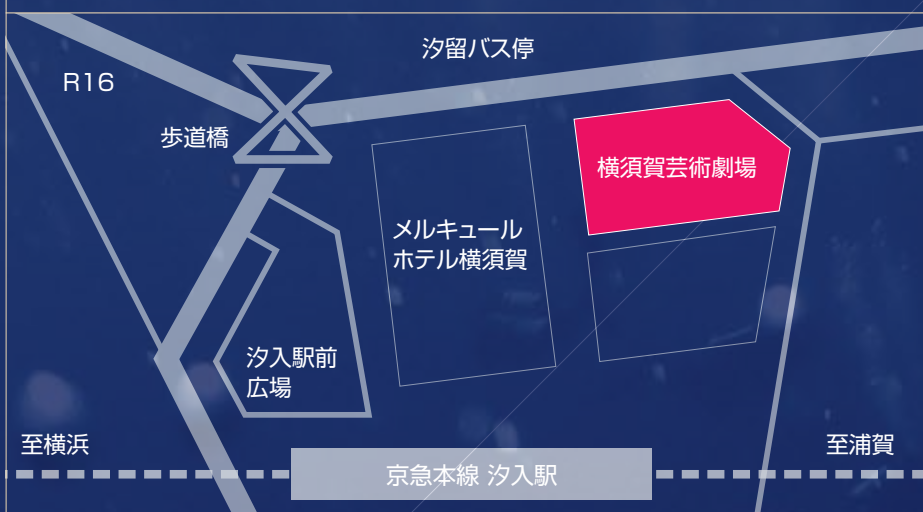 汐留バス停
R16
歩道橋
横須賀芸術劇場
メルキュール
ホテル横須賀
汐入駅前
広場
至横浜
至浦賀
京急本線 汐入駅